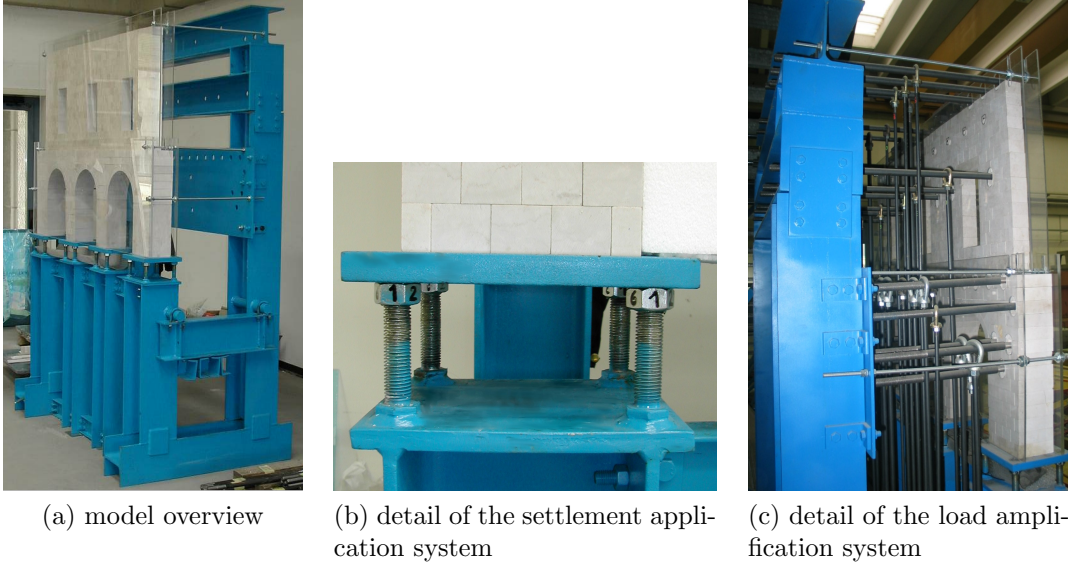 1 2
6 1
(a) model overview
(b) detail of the settlement appli-
cation system
(c) detail of the load ampli-
fication system